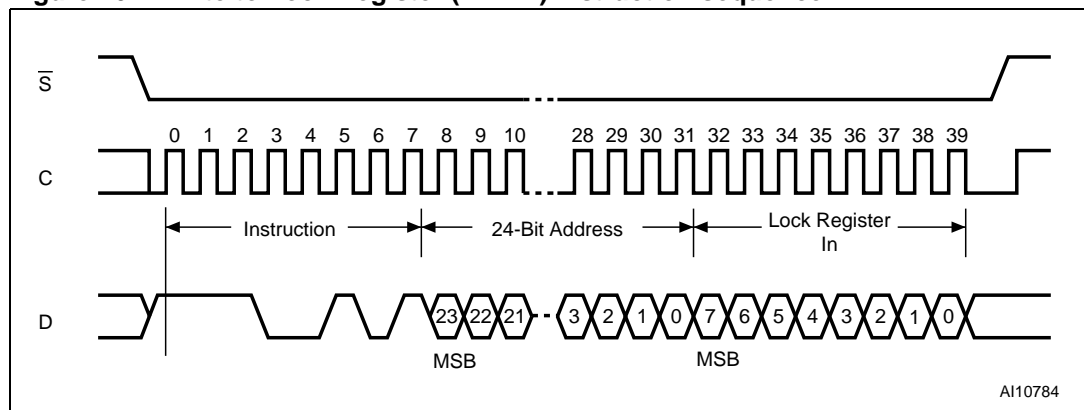 S
0 1 2 3 4 5 6 7 8 9 10 28 29 30 31 32 33 34 35 36 37 38 39
C
Instruction 24-Bit Address Lock Register
In
D 23 22 21 3 2 1 0 7 6 5 4 3 2 1 0
MSB MSB
AI10784